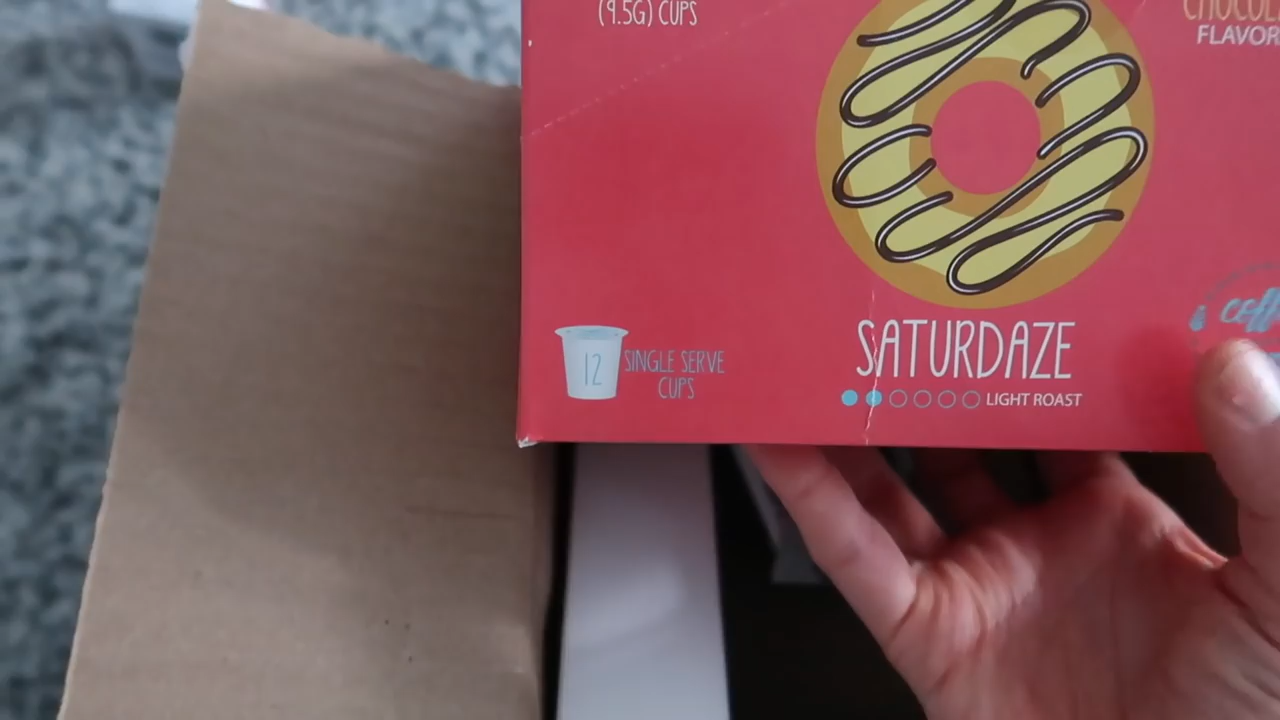 (9.5G) CUPS
FLAVOR
12
SINGLE SERVE
CUPS
SATURDAZE
LIGHT ROAST